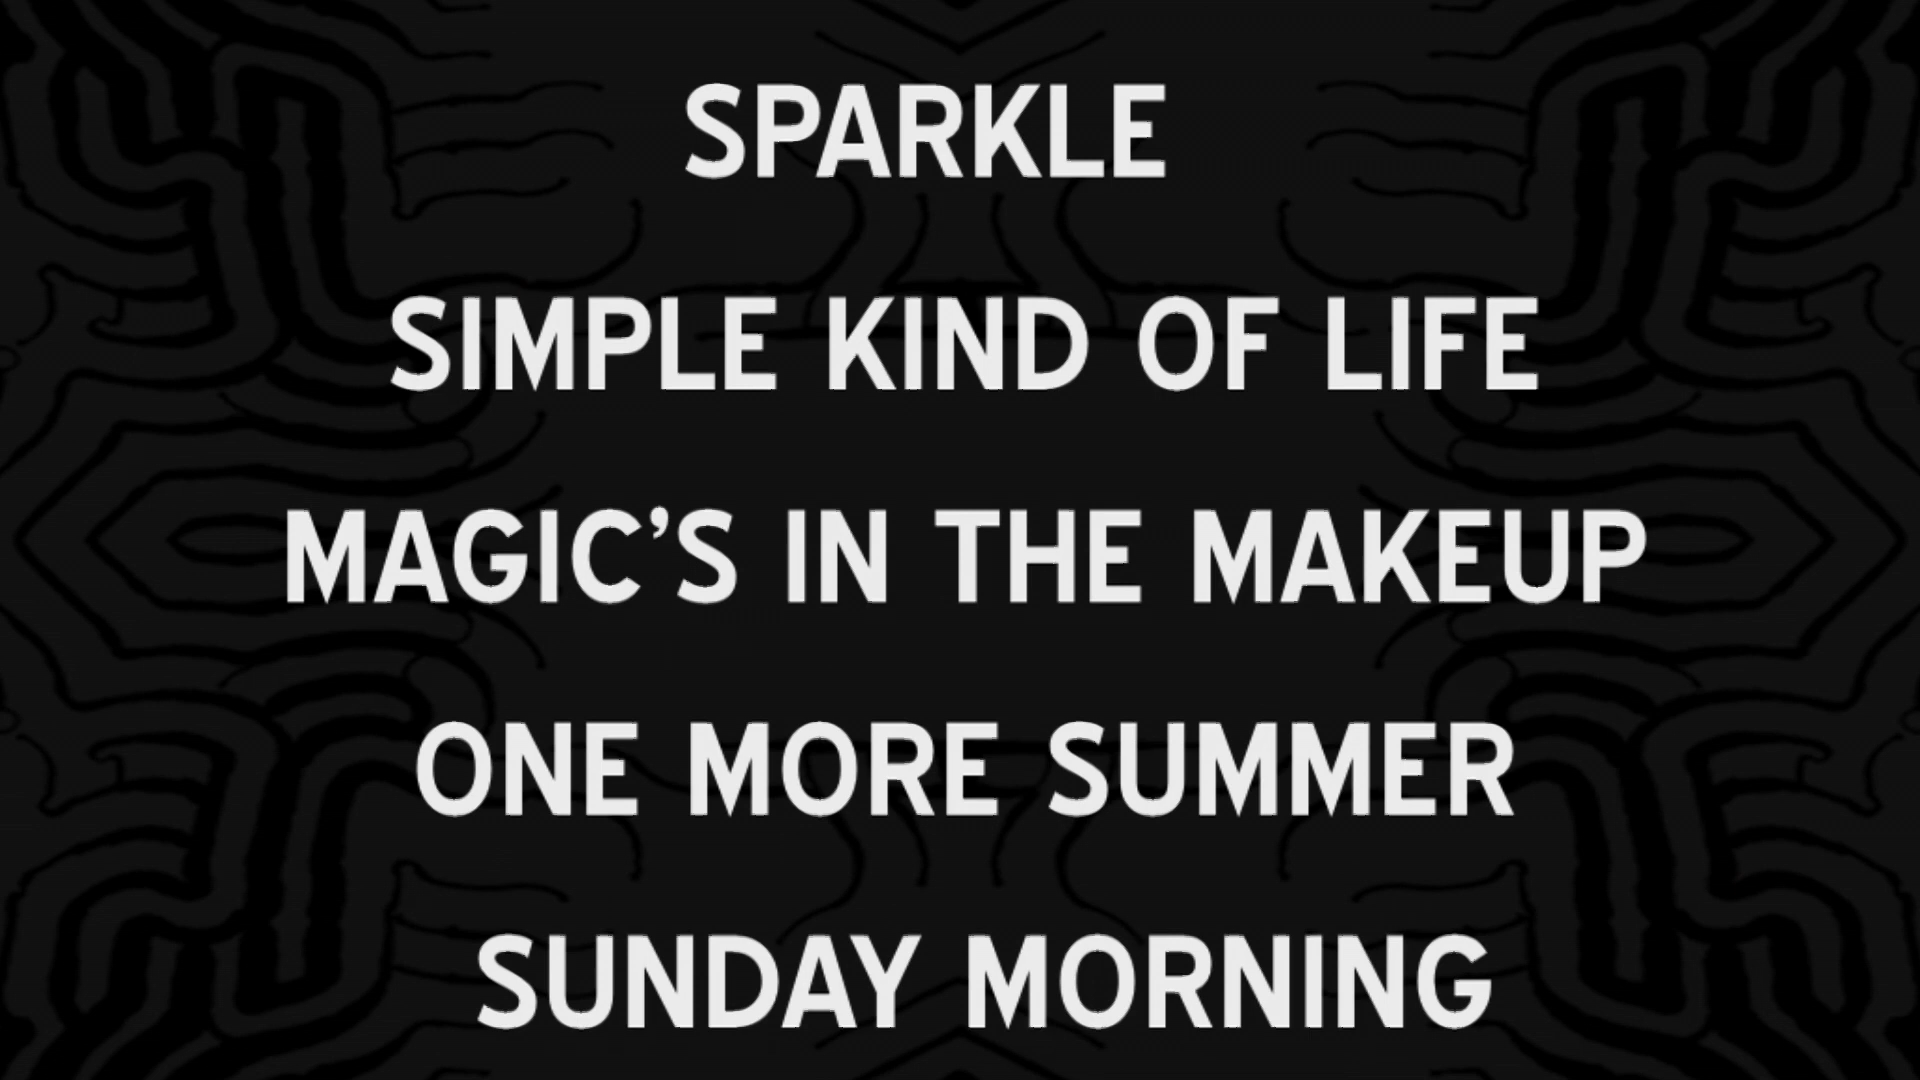 SPARKLE
SIMPLE KIND OF LIFE
MAGIC'S IN THE MAKEUP
ONE MORE SUMMER
SUNDAY MORNING